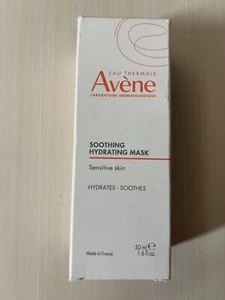 EAU THERMALE
Avène
LABORATOIRE DERMATOLOGIQUE
SOOTHING
HYDRATING MASK
Sensitive skin
HYDRATES - SOOTHES
Made in France
50 ml ℮
1.6 fl.oz.